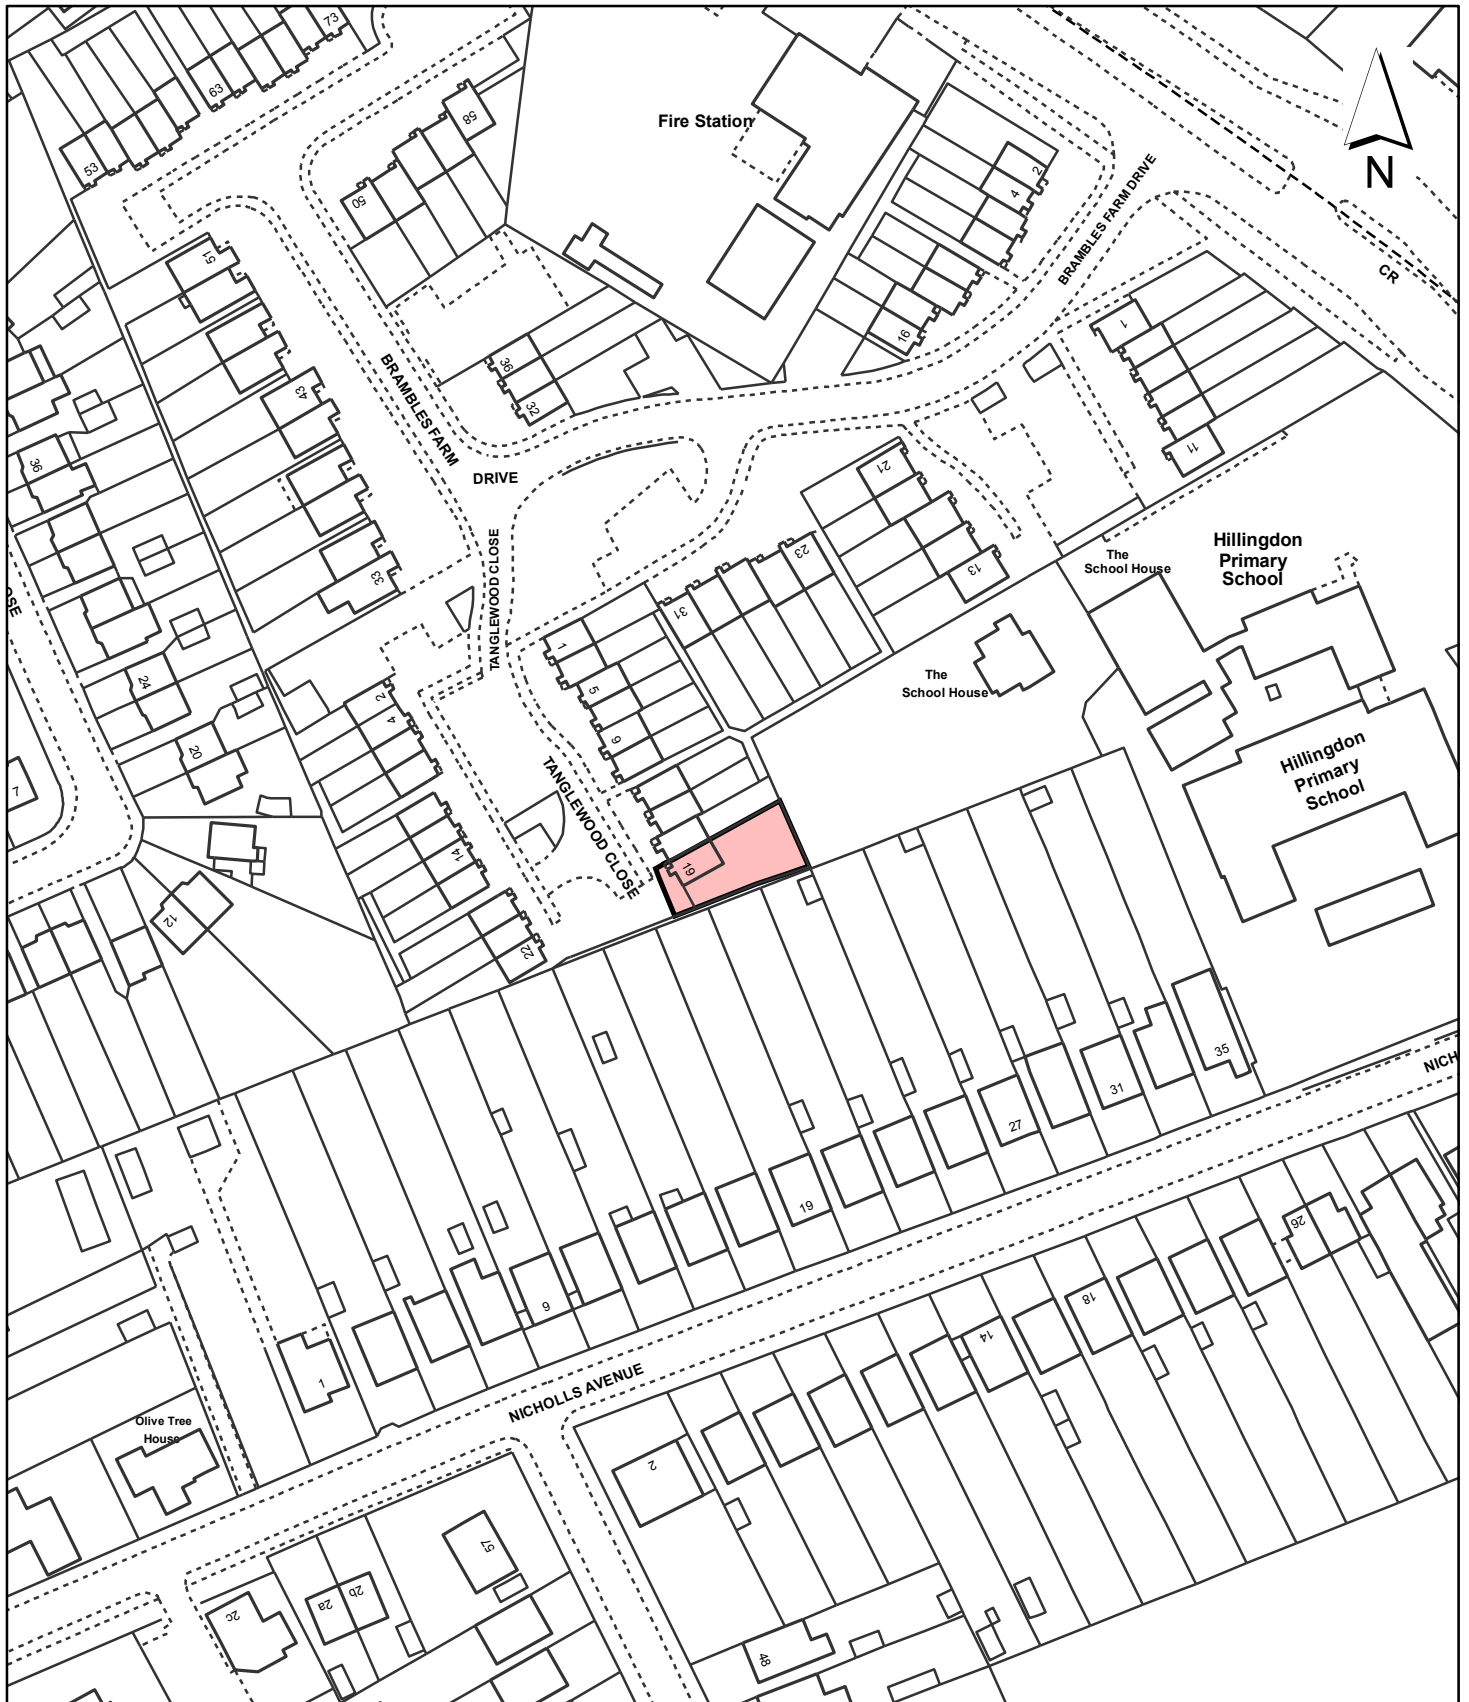 73
63
53
58
50
Fire Station
2
4
16
BRAMBLES FARM DRIVE
N
CR
51
43
33
36
32
BRAMBLES FARM
DRIVE
1
11
21
13
23
31
36
24
20
7
12
OSE
TANGLEWOOD CLOSE
1
5
9
2
4
14
22
TANGLEWOOD CLOSE
19
The
School House
Hillingdon
Primary
School
The
School House
Hillingdon
Primary
School
35
31
27
19
9
1
NICH
NICHOLLS AVENUE
26
18
14
2
Olive Tree
House
57
2a
2b
2c
48